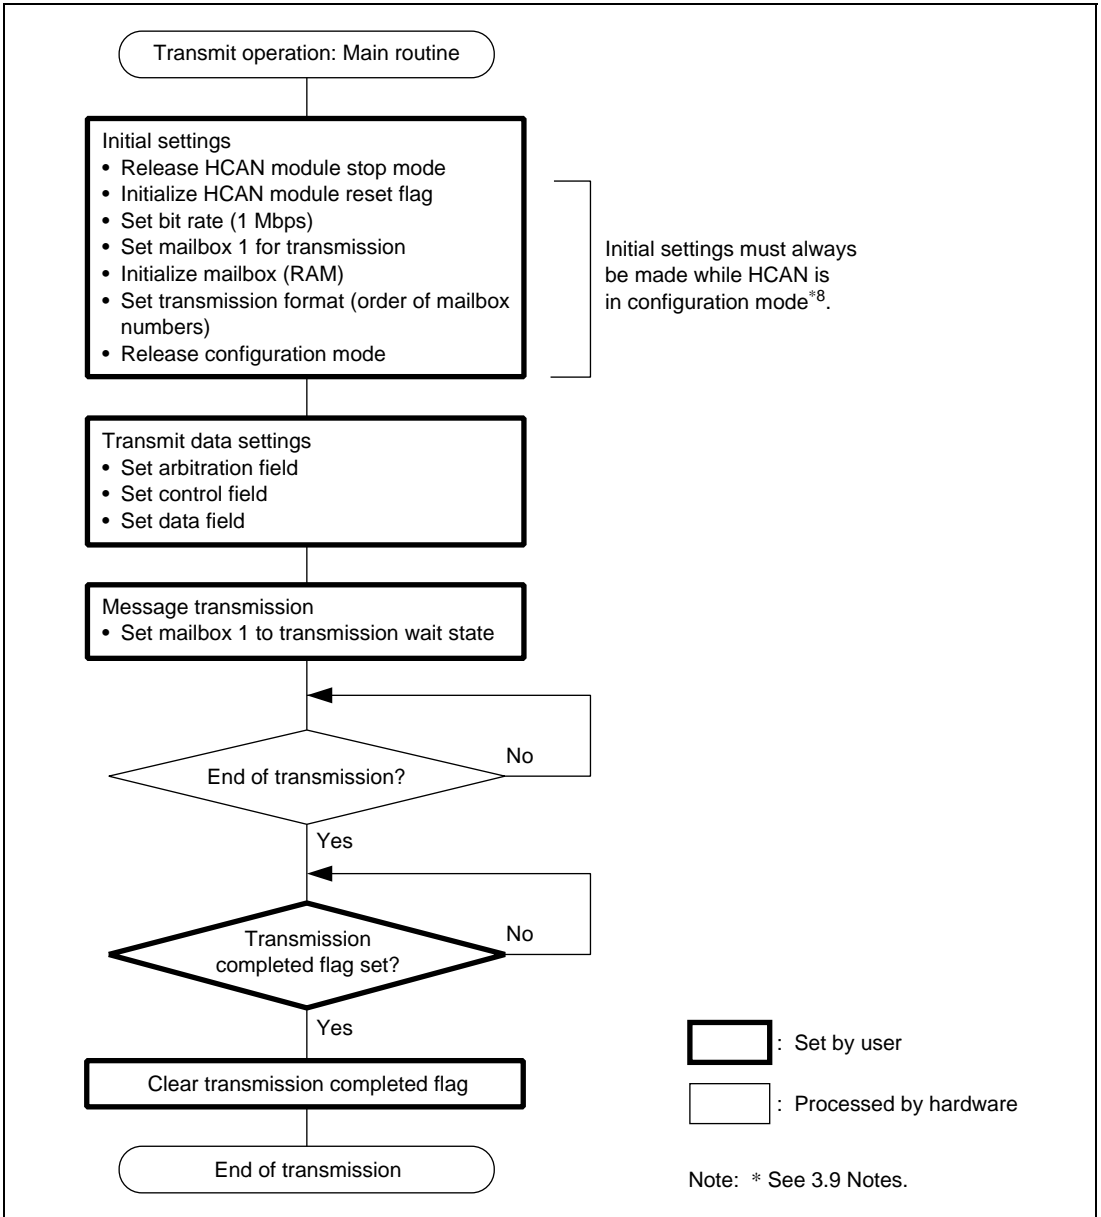 Transmit operation: Main routine
Initial settings
• Release HCAN module stop mode
• Initialize HCAN module reset flag
• Set bit rate (1 Mbps)
• Set mailbox 1 for transmission
• Initialize mailbox (RAM)
• Set transmission format (order of mailbox
numbers)
• Release configuration mode
Initial settings must always
be made while HCAN is
in configuration mode*8.
Transmit data settings
• Set arbitration field
• Set control field
• Set data field
Message transmission
• Set mailbox 1 to transmission wait state
End of transmission?
No
Yes
Transmission
completed flag set?
No
Yes
Clear transmission completed flag
End of transmission
: Set by user
: Processed by hardware
Note: * See 3.9 Notes.